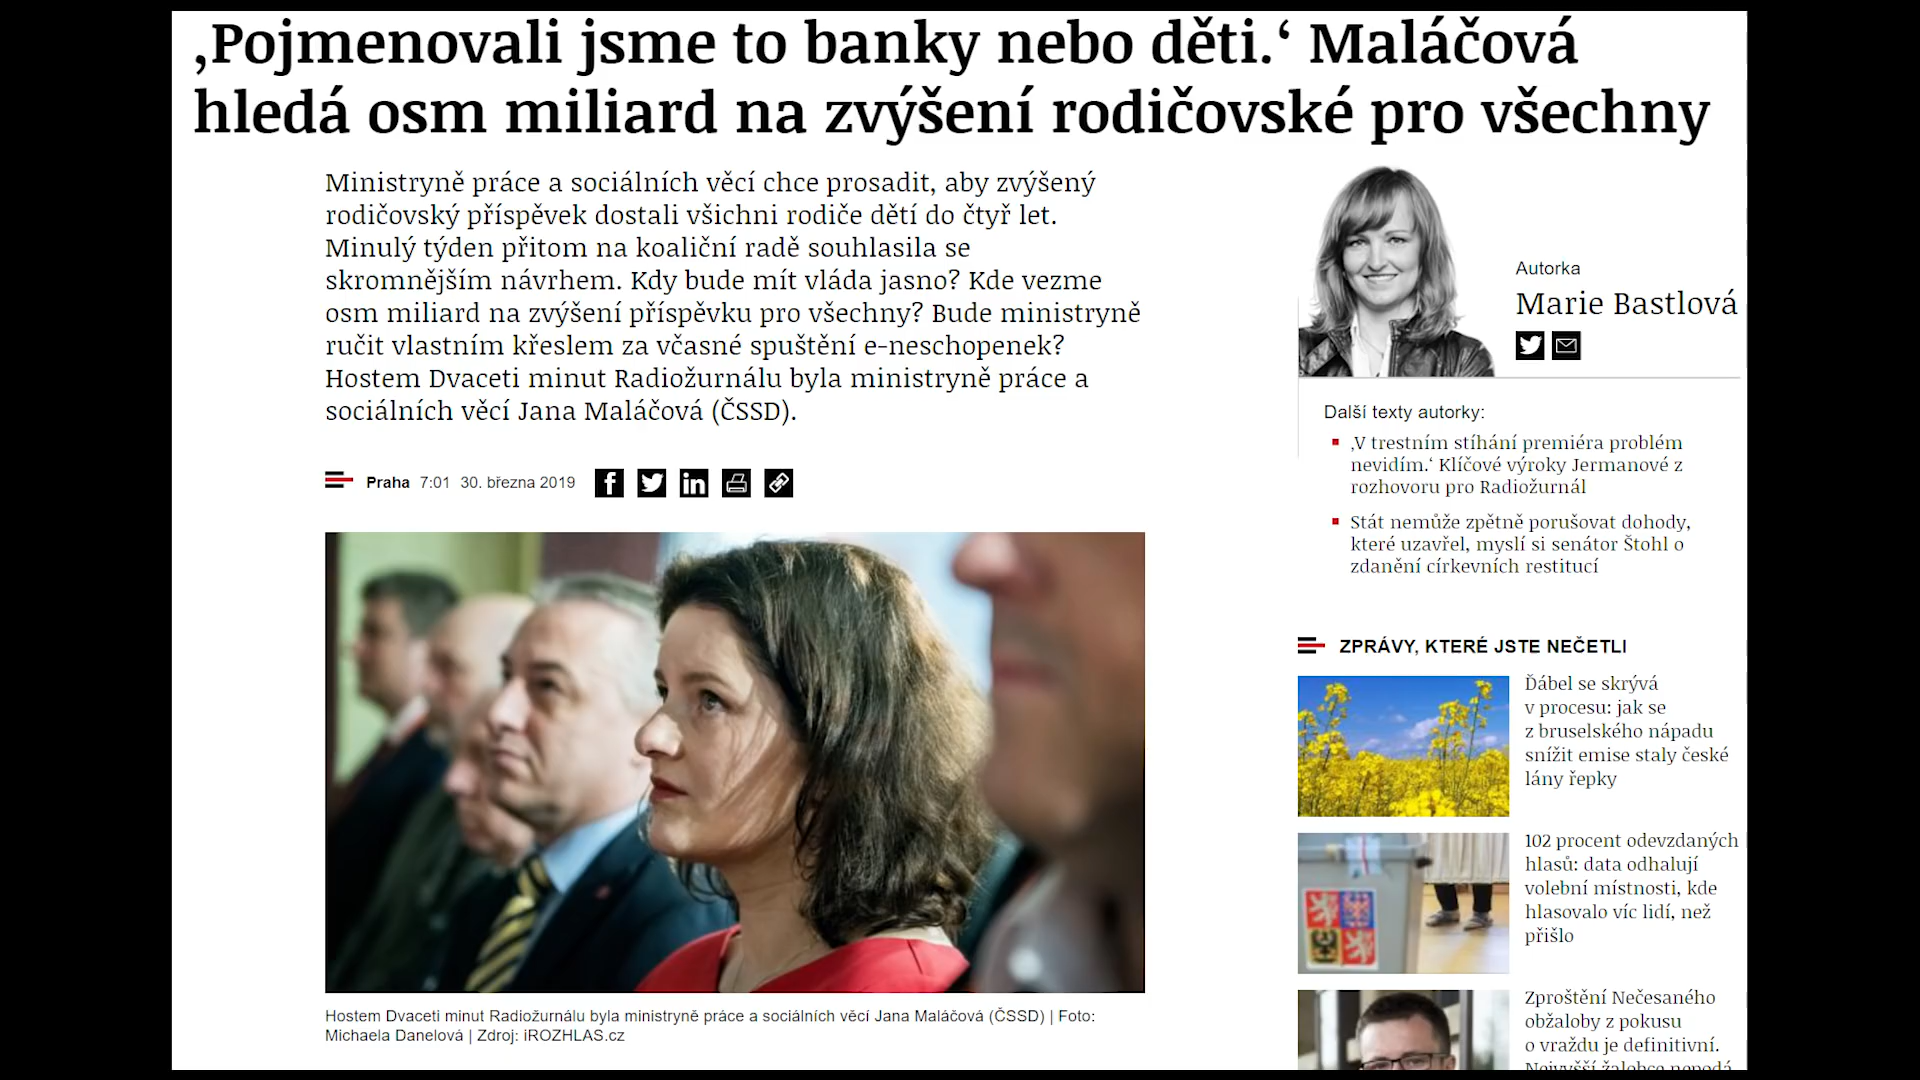 ‚Pojmenovali jsme to banky nebo děti.‘ Maláčová
hledá osm miliard na zvýšení rodičovské pro všechny
Ministryně práce a sociálních věcí chce prosadit, aby zvýšený
rodičovský příspěvek dostali všichni rodiče dětí do čtyř let.
Minulý týden přitom na koaliční radě souhlasila se
skromnějším návrhem. Kdy bude mít vláda jasno? Kde vezme
osm miliard na zvýšení příspěvku pro všechny? Bude ministryně
ručit vlastním křeslem za včasné spuštění e-neschopenek?
Hostem Dvaceti minut Radiožurnálu byla ministryně práce a
sociálních věcí Jana Maláčová (ČSSD).
Praha 7:01 30. března 2019
Hostem Dvaceti minut Radiožurnálu byla ministryně práce a sociálních věcí Jana Maláčová (ČSSD) | Foto:
Michaela Danelová | Zdroj: iROZHLAS.cz
Autorka
Marie Bastlová
Další texty autorky:
‚V trestním stíhání premiéra problém
nevidím.‘ Klíčové výroky Jermanové z
rozhovoru pro Radiožurnál
Stát nemůže zpětně porušovat dohody,
které uzavřel, myslí si senátor Štohl o
zdanění církevních restitucí
ZPRÁVY, KTERÉ JSTE NEČETLI
Ďábel se skrývá
v procesu: jak se
z bruselského nápadu
snížit emise staly české
lány řepky
102 procent odevzdaných
hlasů: data odhalují
volební místnosti, kde
hlasovalo víc lidí, než
přišlo
Zproštění Nečesaného
obžaloby z pokusu
o vraždu je definitivní.
Nejvyšší žalobce nepodá